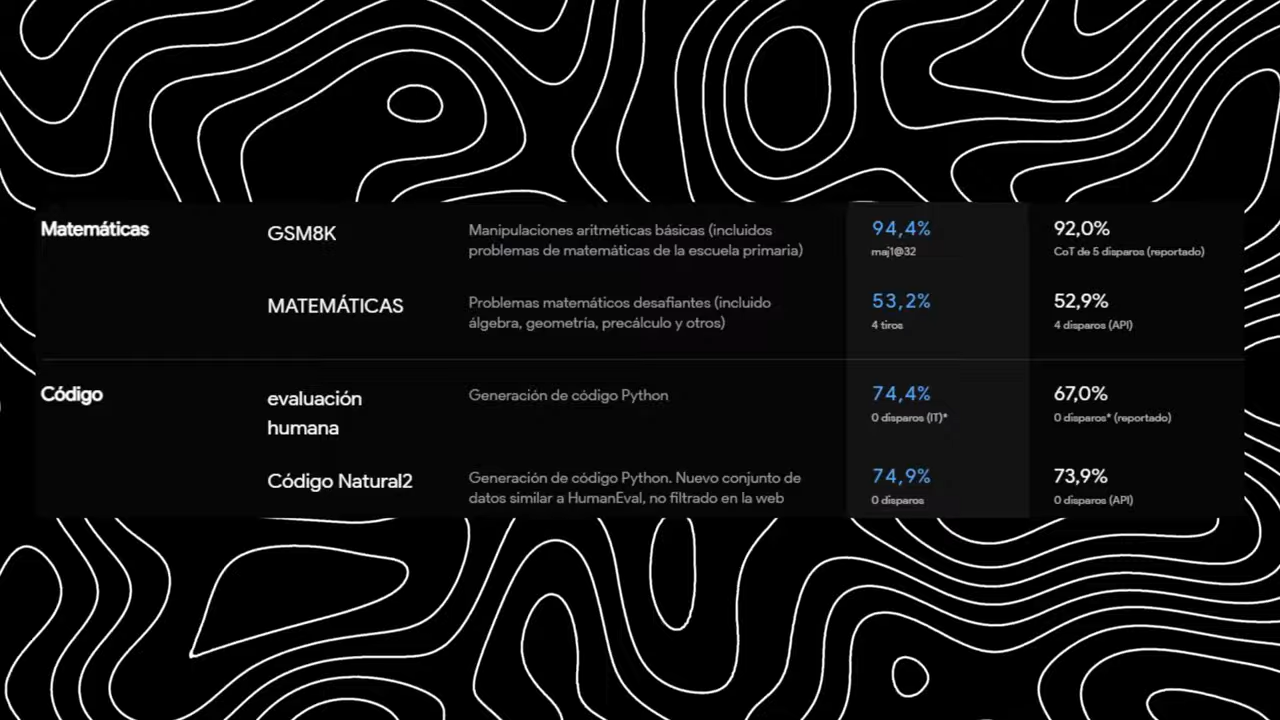 Matemáticas
GSM8K
Manipulaciones aritméticas básicas (incluidos
problemas de matemáticas de la escuela primaria)
94,4%
maj1@32
92,0%
CoT de 5 disparos (reportado)
MATEMÁTICAS
Problemas matemáticos desafiantes (incluido
álgebra, geometría, precálculo y otros)
53,2%
4 tiros
52,9%
4 disparos (API)
Código
evaluación
humana
Generación de código Python
74,4%
0 disparos (IT)*
67,0%
0 disparos* (reportado)
Código Natural2
Generación de código Python. Nuevo conjunto de
datos similar a HumanEval, no filtrado en la web
74,9%
0 disparos
73,9%
0 disparos (API)